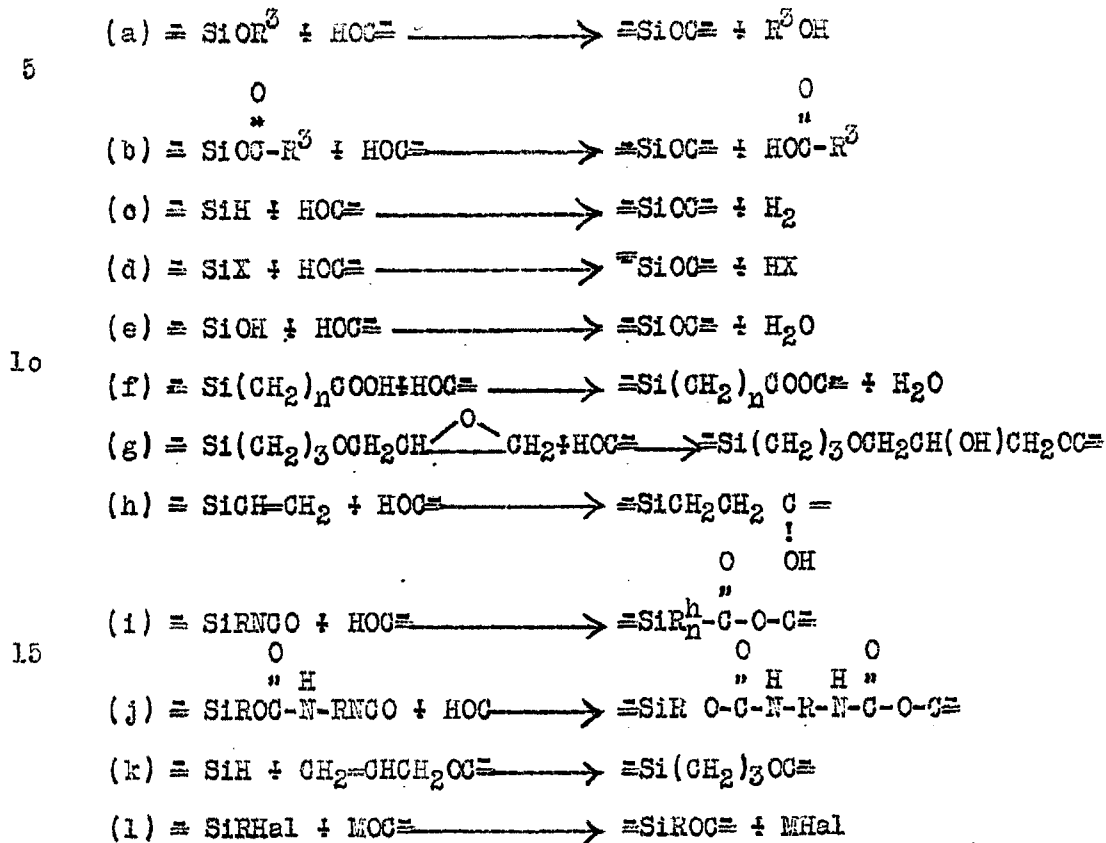 (a) ≡ SiOR³ + HOC≡ ⟶ ≡SiOC≡ + R³OH
5
O O
" "
(b) ≡ SiOC-R³ + HOC≡ ⟶ ≡SiOC≡ + HOC-R³
(c) ≡ SiH + HOC≡ ⟶ ≡SiOC≡ + H₂
(d) ≡ SiX + HOC≡ ⟶ ≡SiOC≡ + HX
(e) ≡ SiOH + HOC≡ ⟶ ≡SiOC≡ + H₂O
10
(f) ≡ Si(CH₂)ₙCOOH+HOC≡ ⟶ ≡Si(CH₂)ₙCOOC≡ + H₂O
O
(g) ≡ Si(CH₂)₃OCH₂CH CH₂+HOC≡ ⟶ ≡Si(CH₂)₃OCH₂CH(OH)CH₂OC≡
(h) ≡ SiCH=CH₂ + HOC≡ ⟶ ≡SiCH₂CH₂ C =
!
O OH
"
(i) ≡ SiRNCO + HOC≡ ⟶ ≡SiRₙʰ-C-O-C≡
15
O O O
" H " H H "
(j) ≡ SiROC-N-RNCO + HOC ⟶ ≡SiR O-C-N-R-N-C-O-C≡
(k) ≡ SiH + CH₂=CHCH₂OC≡ ⟶ ≡Si(CH₂)₃OC≡
(l) ≡ SiRHal + MOC≡ ⟶ ≡SiROC≡ + MHal